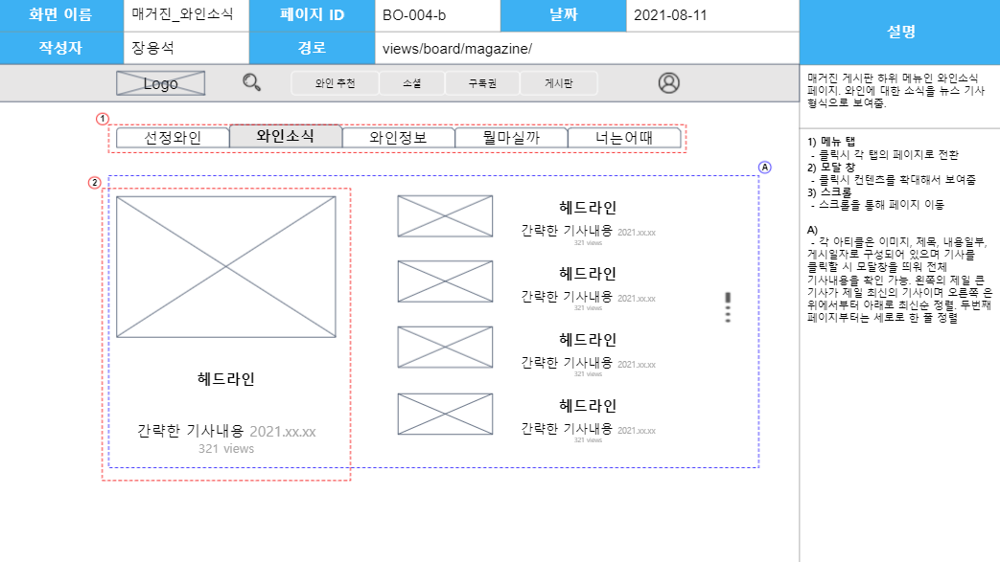 화면 이름 매거진_와인소식 페이지 ID BO-004-b 날짜 2021-08-11
작성자 장용석 경로 views/board/magazine/
설명
Logo 와인 추천 소셜 구독권 게시판
1
선정와인 와인소식 와인정보 뭘마실까 너는어때
A
2
헤드라인
간략한 기사내용 2021.xx.xx
321 views
헤드라인
간략한 기사내용 2021.xx.xx
321 views
헤드라인
간략한 기사내용 2021.xx.xx
321 views
헤드라인
간략한 기사내용 2021.xx.xx
321 views
헤드라인
간략한 기사내용 2021.xx.xx
321 views
매거진 게시판 하위 메뉴인 와인소식
페이지. 와인에 대한 소식을 뉴스 기사
형식으로 보여줌.
1) 메뉴 탭
- 클릭시 각 탭의 페이지로 전환
2) 모달 창
- 클릭시 컨텐츠를 확대해서 보여줌
3) 스크롤
- 스크롤을 통해 페이지 이동
A)
- 각 아티클은 이미지, 제목, 내용일부,
게시일자로 구성되어 있으며 기사를
클릭할 시 모달창을 띄워 전체
기사내용을 확인 가능. 왼쪽의 제일 큰
기사가 제일 최신의 기사이며 오른쪽 은
위에서부터 아래로 최신순 정렬. 두번째
페이지부터는 세로로 한 줄 정렬